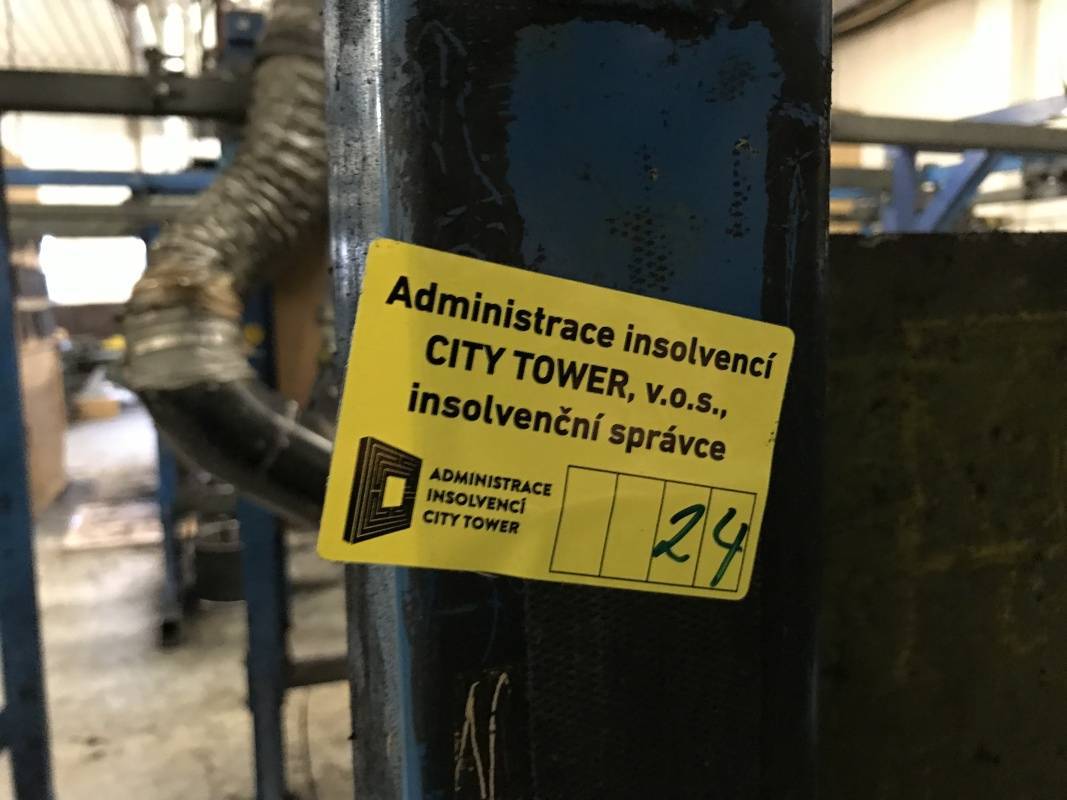 Administrace insolvencí
CITY TOWER, v.o.s.,
insolvenční správce
ADMINISTRACE
INSOLVENCÍ
CITY TOWER
24